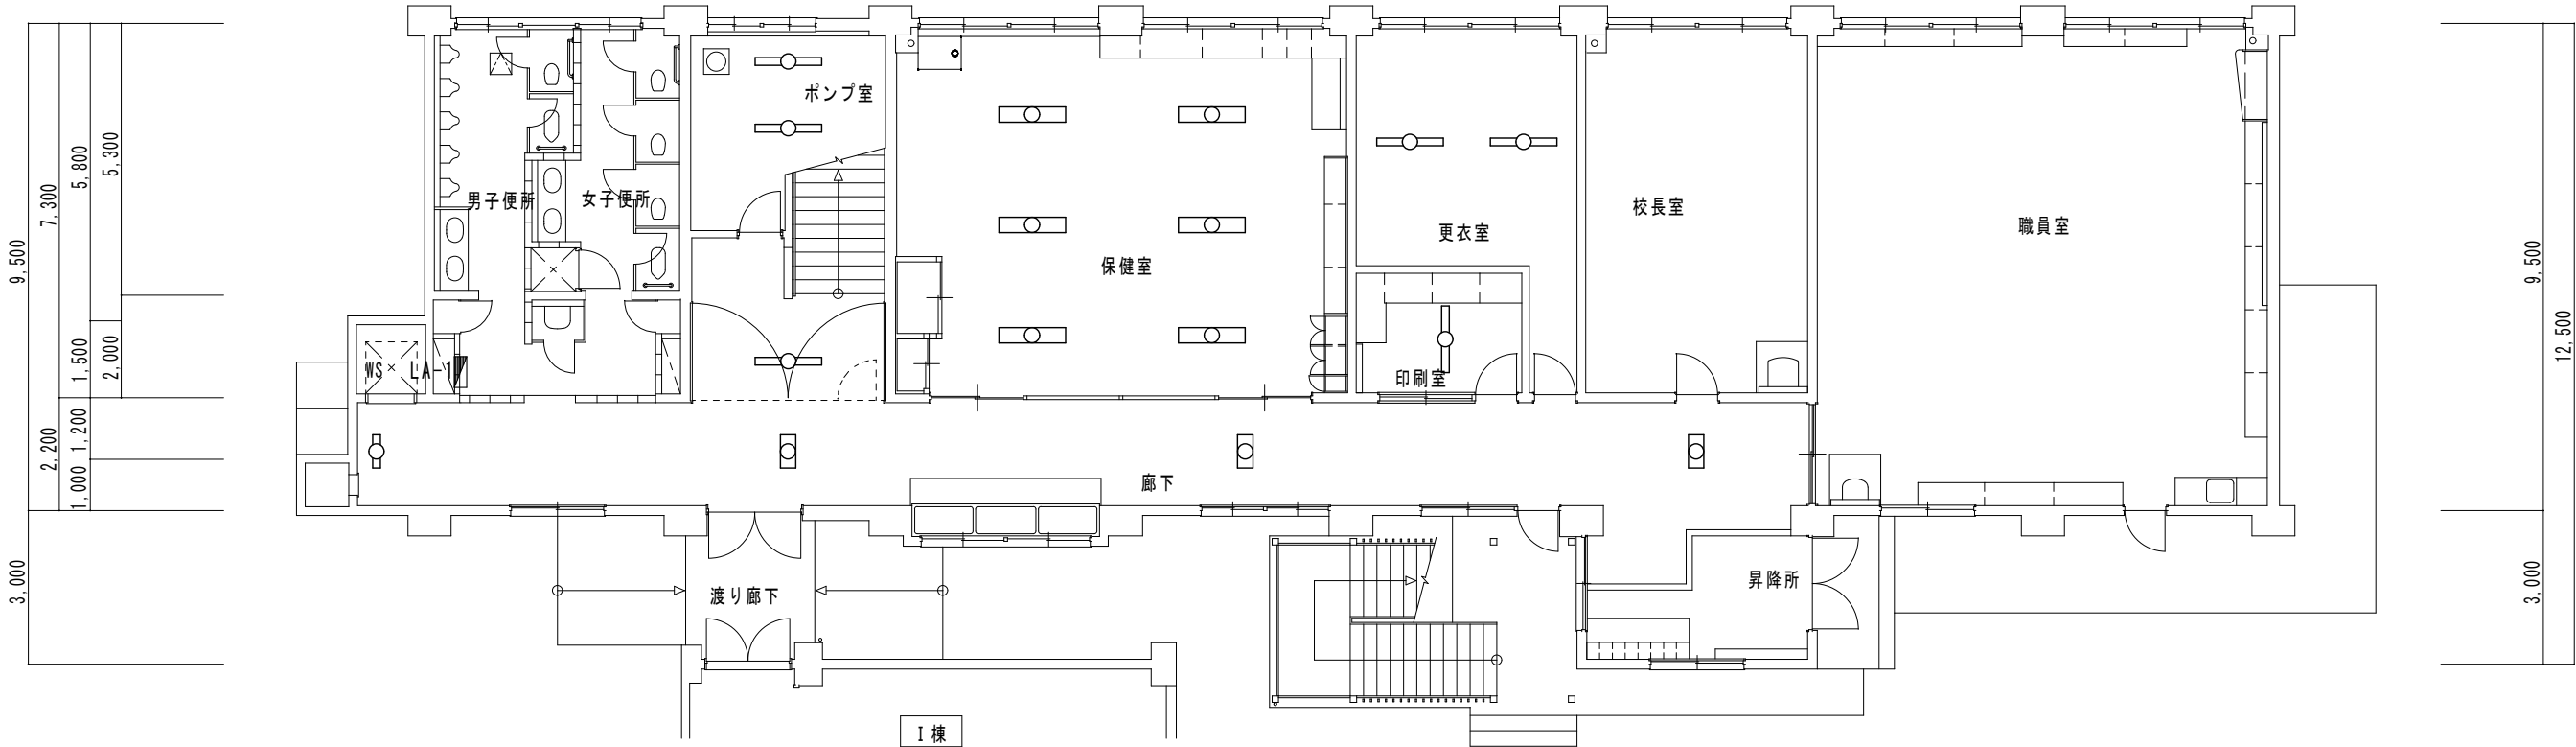 ポンプ室
男子便所
女子便所
保健室
更衣室
校長室
職員室
印刷室
WS
LA-1
廊下
渡り廊下
昇降所
I棟
9,500
7,300
5,800
5,300
1,500
2,000
2,200
1,200
1,000
3,000
9,500
12,500
3,000